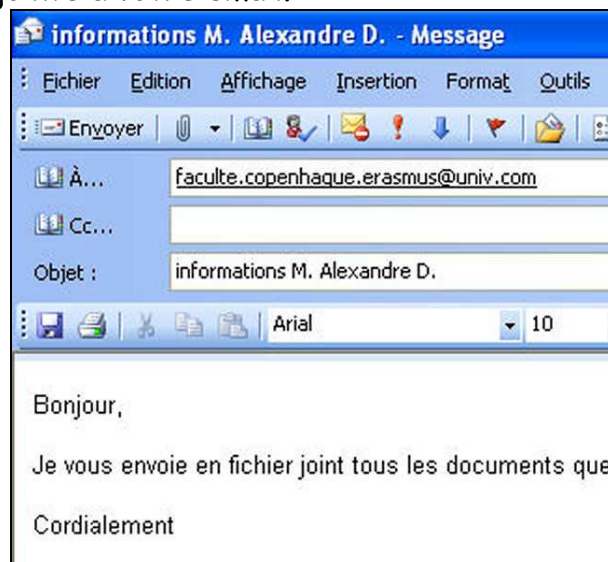 informations M. Alexandre D. - Message
Fichier Edition Affichage Insertion Format Outils
Envoyer
À... faculte.copenhague.erasmus@univ.com
Cc...
Objet : informations M. Alexandre D.
Arial 10
Bonjour,
Je vous envoie en fichier joint tous les documents que
Cordialement